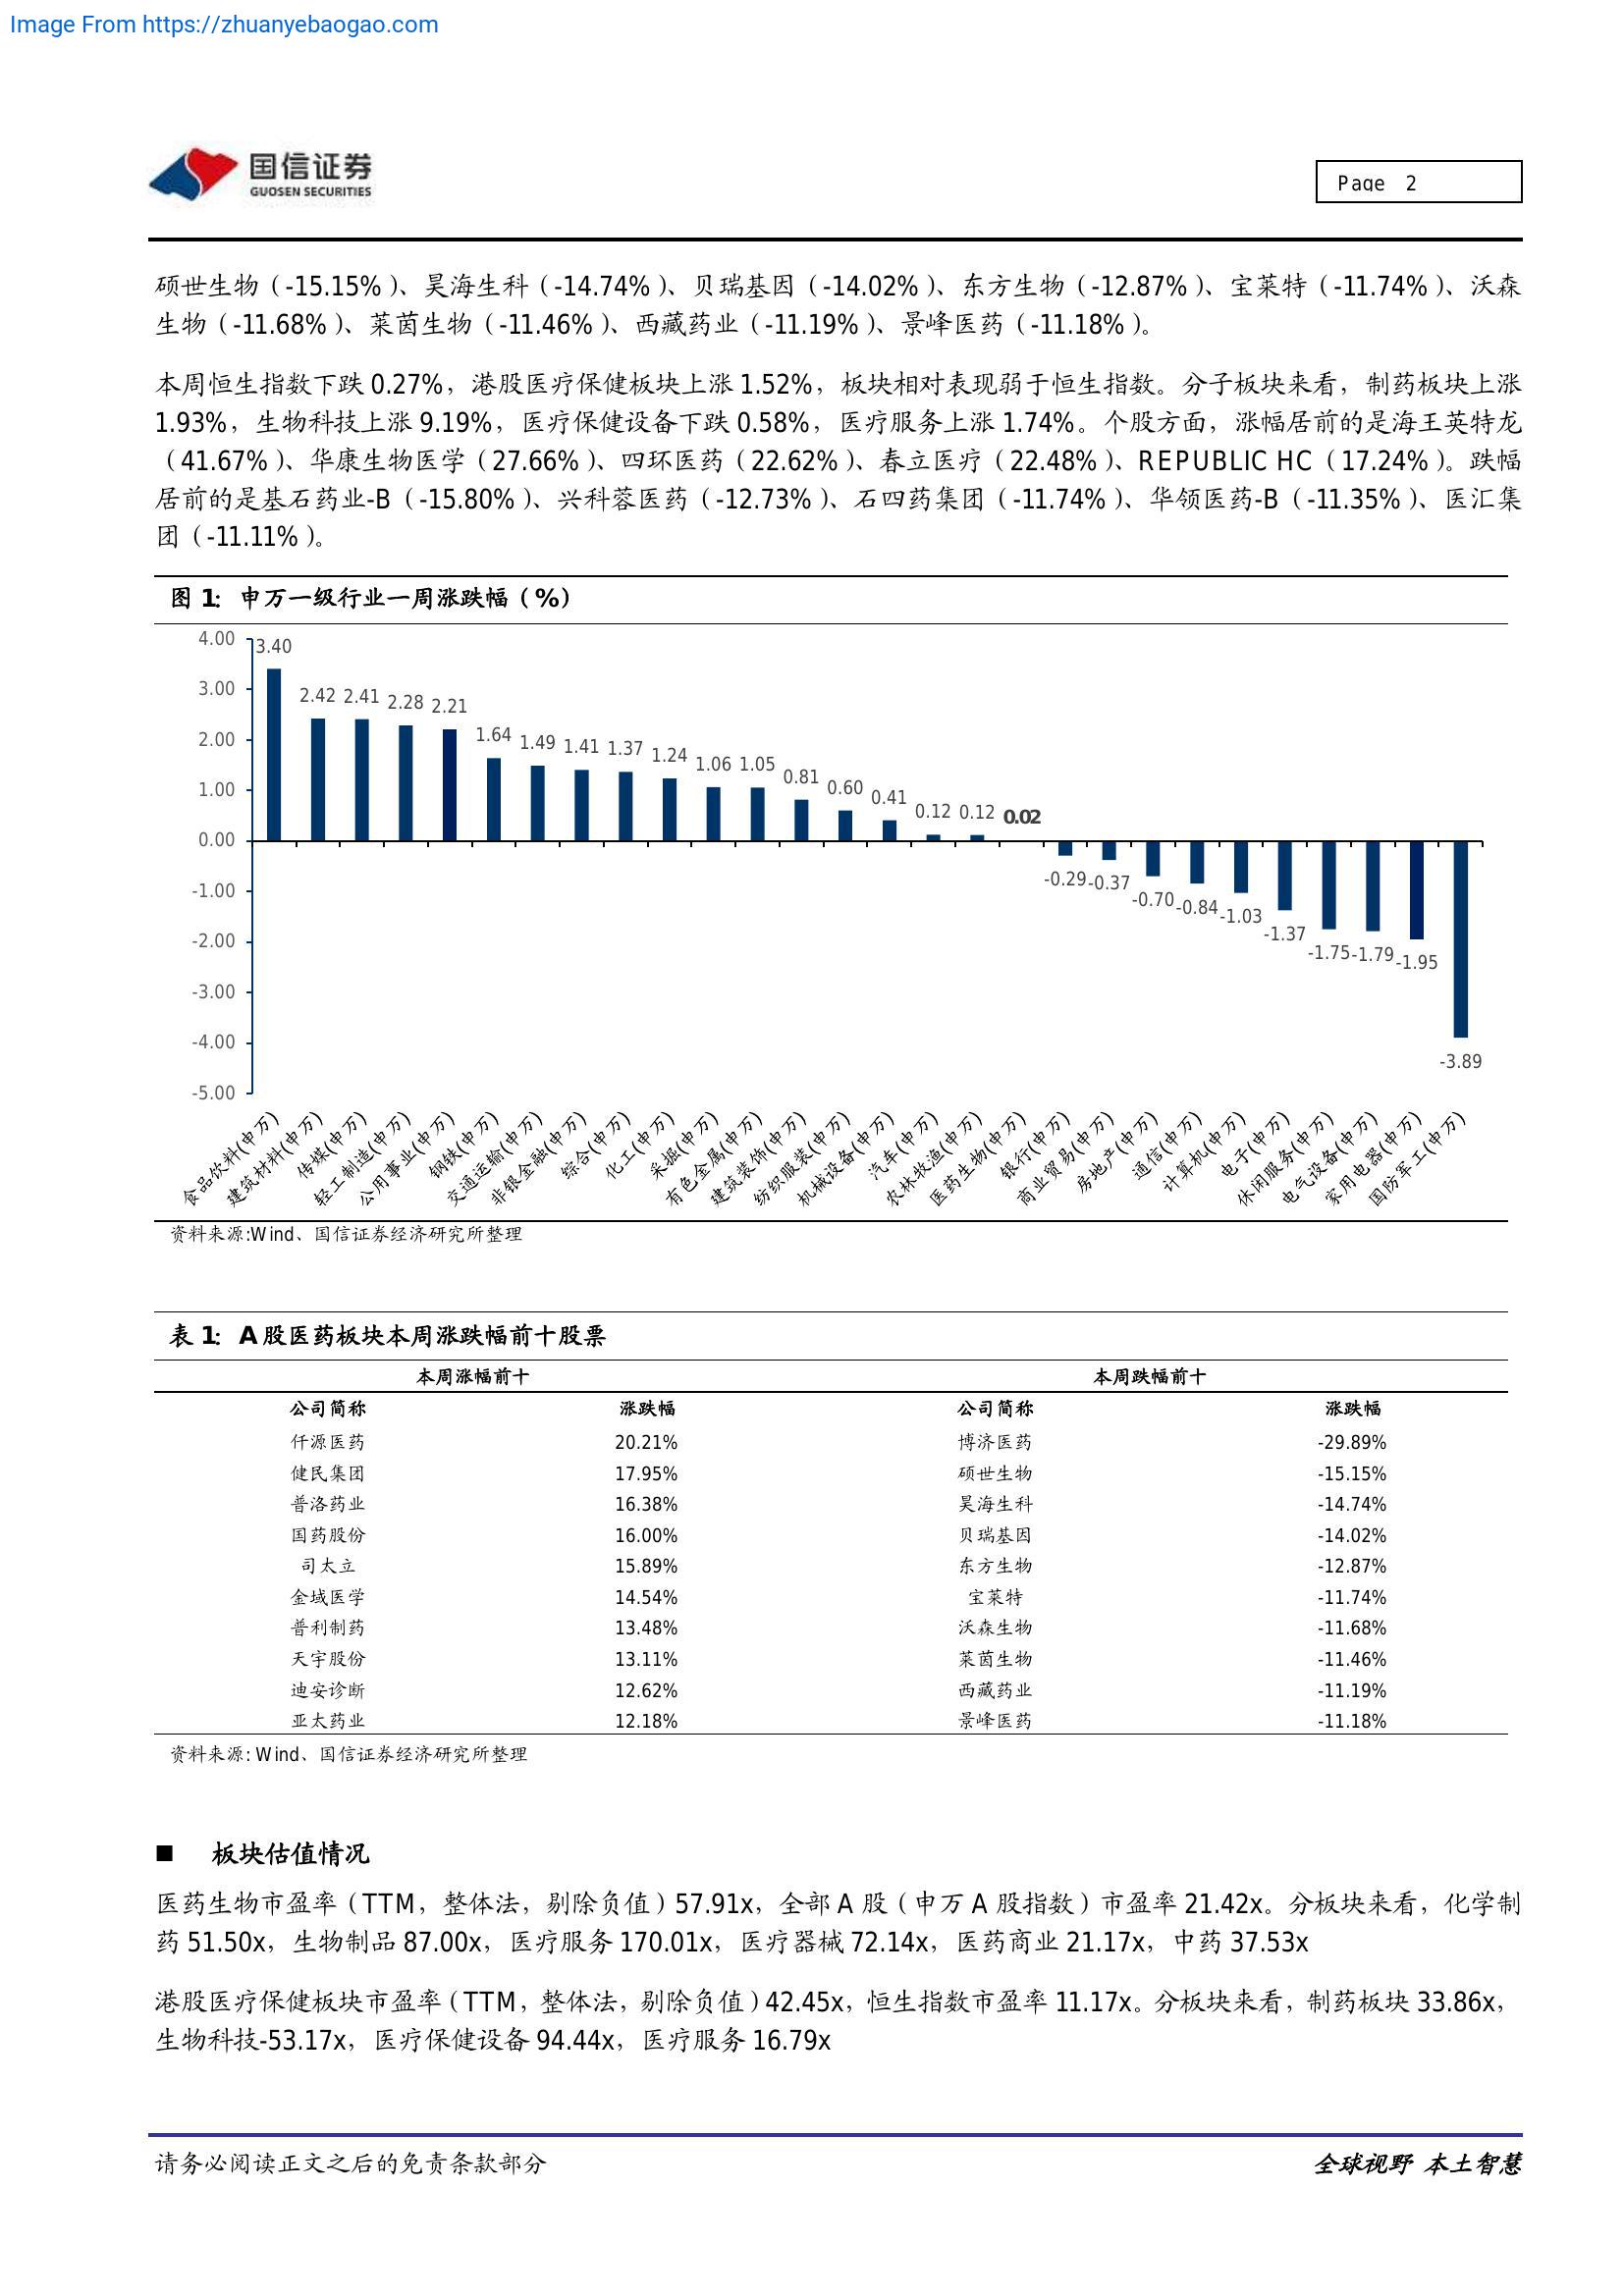 Image From https://zhuanyebaogao.com
国信证券
GUOSEN SECURITIES
Page 2
硕世生物（-15.15%）、昊海生科（-14.74%）、贝瑞基因（-14.02%）、东方生物（-12.87%）、宝莱特（-11.74%）、沃森
生物（-11.68%）、莱茵生物（-11.46%）、西藏药业（-11.19%）、景峰医药（-11.18%）。
本周恒生指数下跌 0.27%，港股医疗保健板块上涨 1.52%，板块相对表现弱于恒生指数。分子板块来看，制药板块上涨
1.93%，生物科技上涨 9.19%，医疗保健设备下跌 0.58%，医疗服务上涨 1.74%。个股方面，涨幅居前的是海王英特龙
（41.67%）、华康生物医学（27.66%）、四环医药（22.62%）、春立医疗（22.48%）、REPUBLIC HC（17.24%）。跌幅
居前的是基石药业-B（-15.80%）、兴科蓉医药（-12.73%）、石四药集团（-11.74%）、华领医药-B（-11.35%）、医汇集
团（-11.11%）。
图 1：申万一级行业一周涨跌幅（%）
4.00
3.00
2.00
1.00
0.00
-1.00
-2.00
-3.00
-4.00
-5.00
3.40 2.42 2.41 2.28 2.21 1.64 1.49 1.41 1.37 1.24 1.06 1.05 0.81 0.60 0.41 0.12 0.12 0.02 -0.29 -0.37 -0.70 -0.84 -1.03 -1.37 -1.75 -1.79 -1.95 -3.89
食品饮料(申万)
建筑材料(申万)
传媒(申万)
轻工制造(申万)
公用事业(申万)
钢铁(申万)
交通运输(申万)
非银金融(申万)
综合(申万)
化工(申万)
采掘(申万)
有色金属(申万)
建筑装饰(申万)
纺织服装(申万)
机械设备(申万)
汽车(申万)
农林牧渔(申万)
医药生物(申万)
银行(申万)
商业贸易(申万)
房地产(申万)
通信(申万)
计算机(申万)
电子(申万)
休闲服务(申万)
电气设备(申万)
家用电器(申万)
国防军工(申万)
资料来源:Wind、国信证券经济研究所整理
表 1：A 股医药板块本周涨跌幅前十股票
本周涨幅前十 本周跌幅前十
公司简称 涨跌幅 公司简称 涨跌幅
仟源医药 20.21% 博济医药 -29.89%
健民集团 17.95% 硕世生物 -15.15%
普洛药业 16.38% 昊海生科 -14.74%
国药股份 16.00% 贝瑞基因 -14.02%
司太立 15.89% 东方生物 -12.87%
金域医学 14.54% 宝莱特 -11.74%
普利制药 13.48% 沃森生物 -11.68%
天宇股份 13.11% 莱茵生物 -11.46%
迪安诊断 12.62% 西藏药业 -11.19%
亚太药业 12.18% 景峰医药 -11.18%
资料来源: Wind、国信证券经济研究所整理
■ 板块估值情况
医药生物市盈率（TTM，整体法，剔除负值）57.91x，全部 A 股（申万 A 股指数）市盈率 21.42x。分板块来看，化学制
药 51.50x，生物制品 87.00x，医疗服务 170.01x，医疗器械 72.14x，医药商业 21.17x，中药 37.53x
港股医疗保健板块市盈率（TTM，整体法，剔除负值）42.45x，恒生指数市盈率 11.17x。分板块来看，制药板块 33.86x，
生物科技-53.17x，医疗保健设备 94.44x，医疗服务 16.79x
请务必阅读正文之后的免责条款部分
全球视野 本土智慧